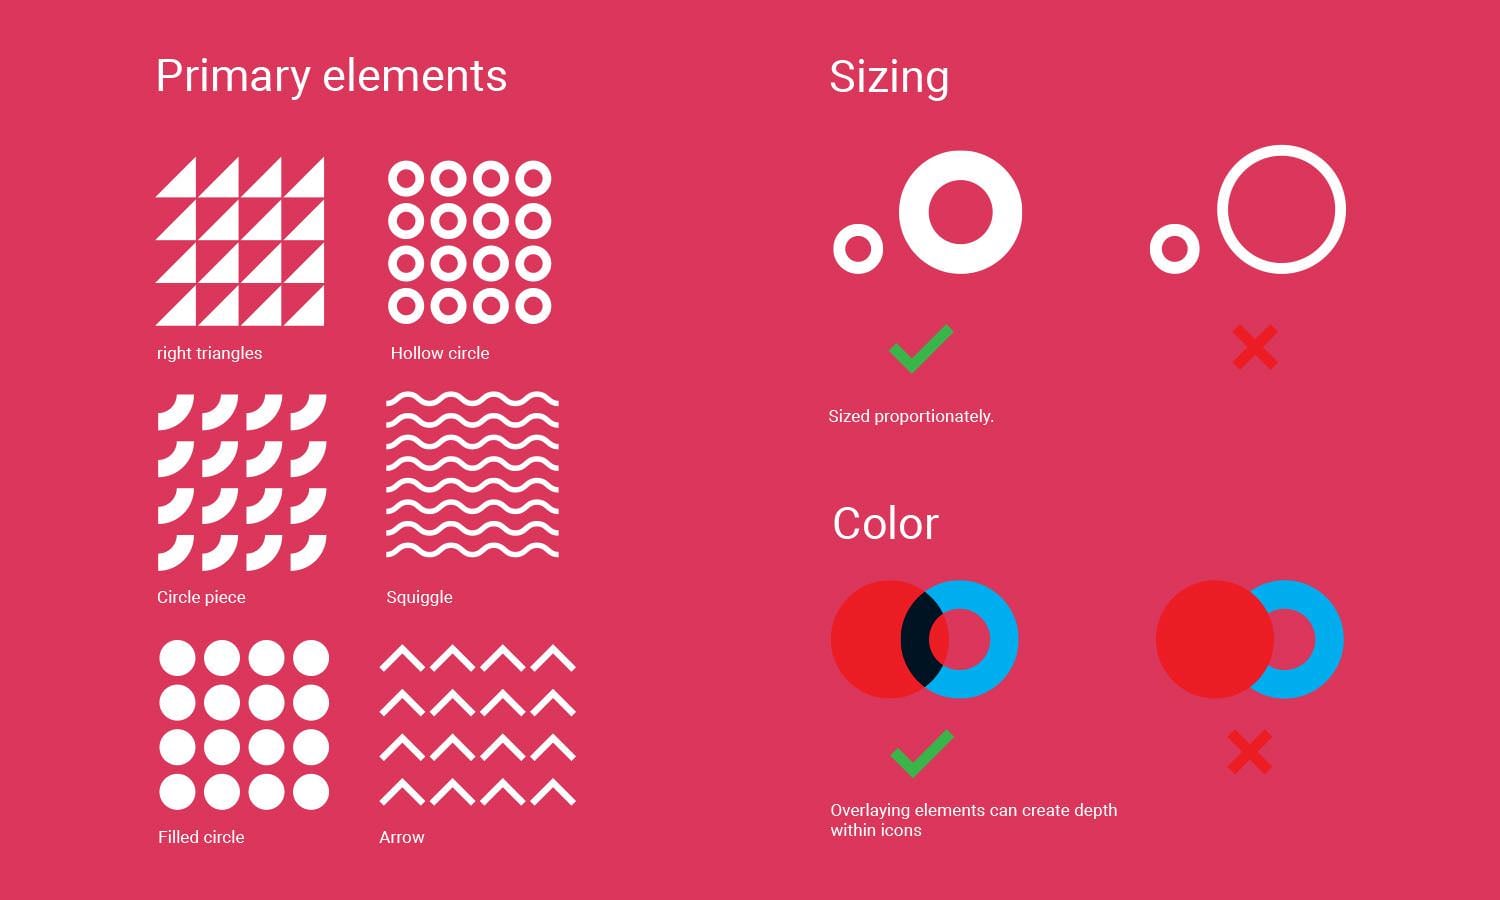 Primary elements
right triangles
Hollow circle
Circle piece
Squiggle
Filled circle
Arrow
Sizing
Sized proportionately.
Color
Overlaying elements can create depth
within icons